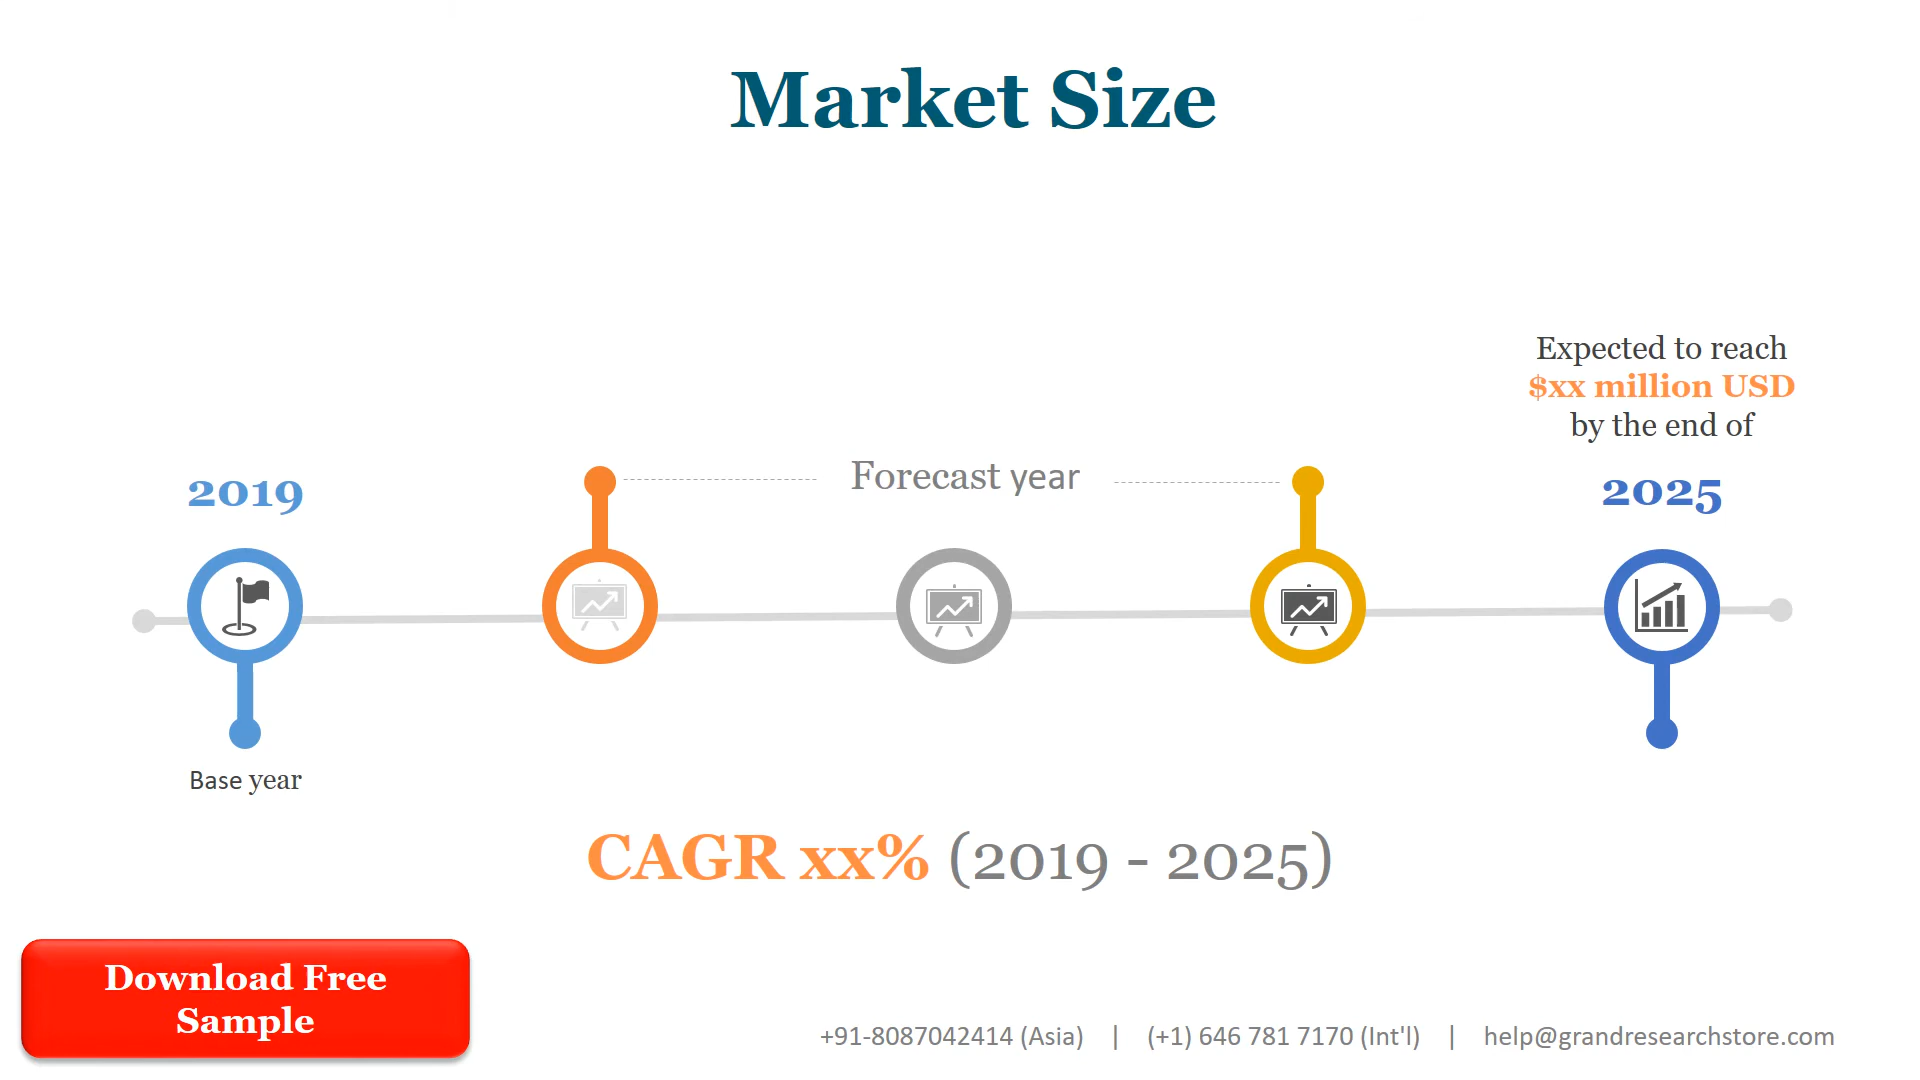 Market Size
Expected to reach
$xx million USD
by the end of
2019
Forecast year
2025
Base year
CAGR xx% (2019 - 2025)
Download Free
Sample
+91-8087042414 (Asia) | (+1) 646 781 7170 (Int'l) | help@grandresearchstore.com